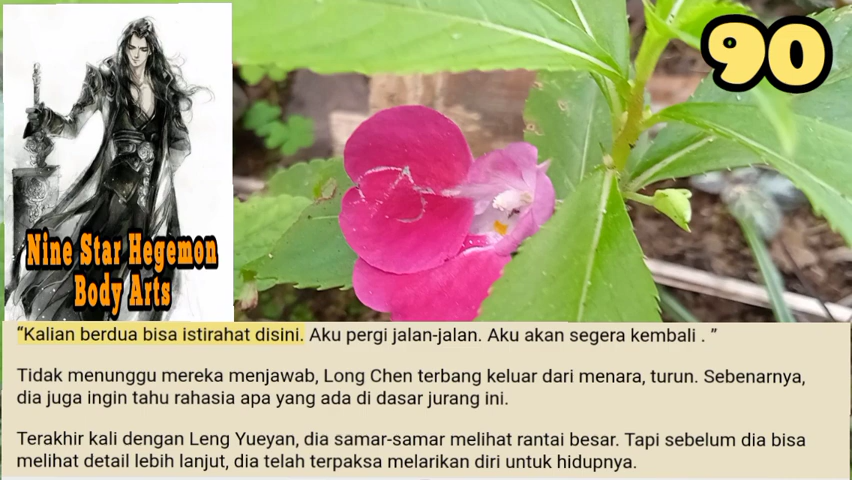 90
Nine Star Hegemon
Body Arts
“Kalian berdua bisa istirahat disini. Aku pergi jalan-jalan. Aku akan segera kembali . ”
Tidak menunggu mereka menjawab, Long Chen terbang keluar dari menara, turun. Sebenarnya,
dia juga ingin tahu rahasia apa yang ada di dasar jurang ini.
Terakhir kali dengan Leng Yueyan, dia samar-samar melihat rantai besar. Tapi sebelum dia bisa
melihat detail lebih lanjut, dia telah terpaksa melarikan diri untuk hidupnya.